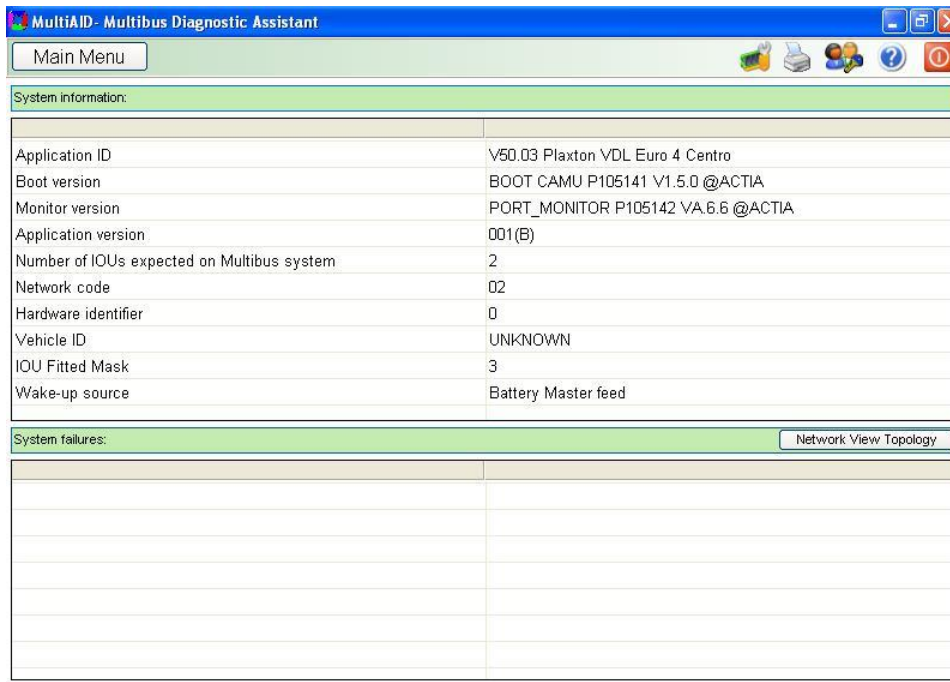 MultiAID- Multibus Diagnostic Assistant
Main Menu
System information:
Application ID V50.03 Plaxton VDL Euro 4 Centro
Boot version BOOT CAMU P105141 V1.5.0 @ACTIA
Monitor version PORT_MONITOR P105142 VA.6.6 @ACTIA
Application version 001(B)
Number of IOUs expected on Multibus system 2
Network code 02
Hardware identifier 0
Vehicle ID UNKNOWN
IOU Fitted Mask 3
Wake-up source Battery Master feed
System failures: Network View Topology